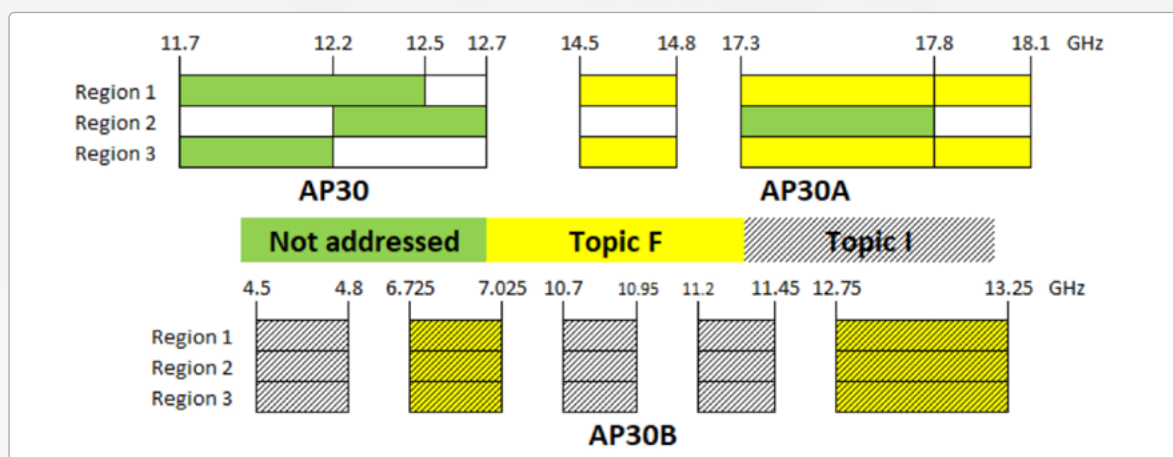 11.7 12.2 12.5 12.7 14.5 14.8 17.3 17.8 18.1 GHz
Region 1
Region 2
Region 3
AP30 AP30A
Not addressed Topic F Topic I
4.5 4.8 6.725 7.025 10.7 10.95 11.2 11.45 12.75 13.25 GHz
Region 1
Region 2
Region 3
AP30B